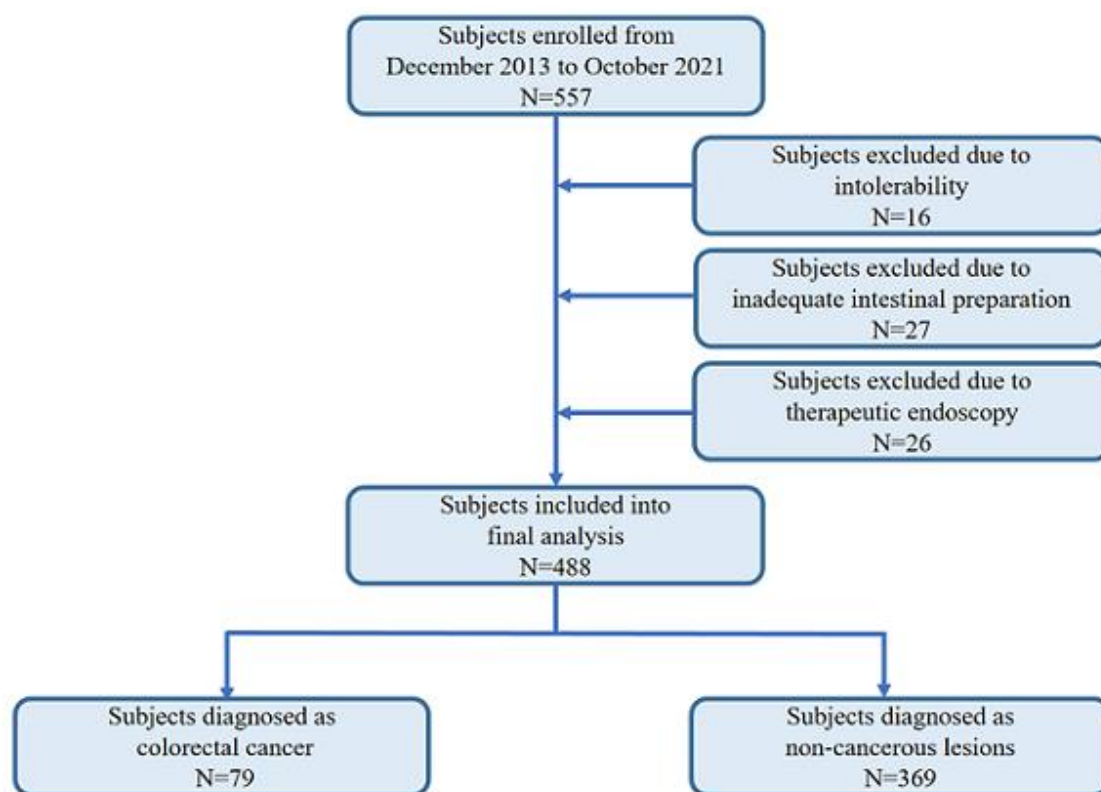 Subjects enrolled from
December 2013 to October 2021
N=557
Subjects excluded due to
intolerability
N=16
Subjects excluded due to
inadequate intestinal preparation
N=27
Subjects excluded due to
therapeutic endoscopy
N=26
Subjects included into
final analysis
N=488
Subjects diagnosed as
colorectal cancer
N=79
Subjects diagnosed as
non-cancerous lesions
N=369